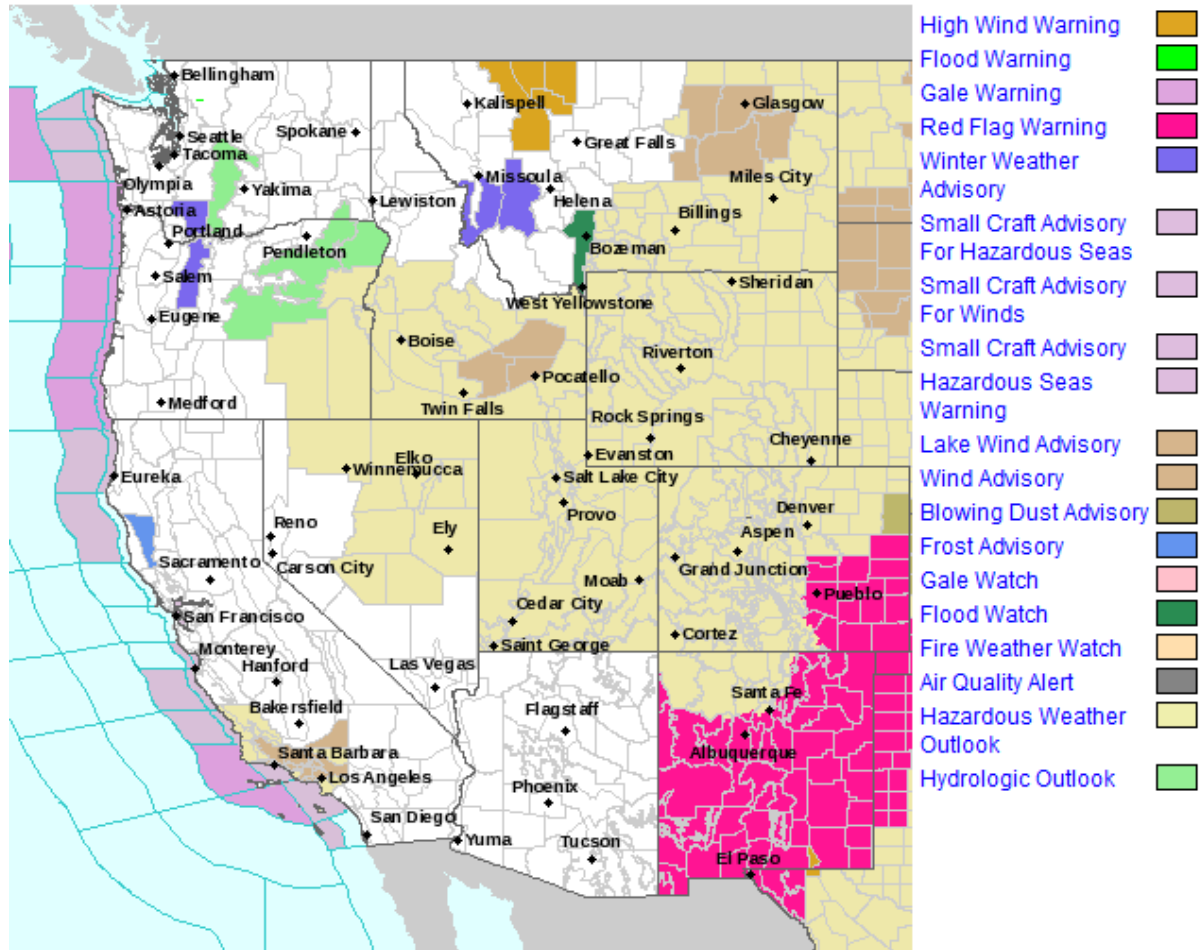 Bellingham
Kalispell
Glasgow
Seattle
Spokane
Great Falls
Tacoma
Olympia
Yakima
Missoula
Miles City
Astoria
Lewiston
Helena
Billings
Portland
Pendleton
Bozeman
Salem
Sheridan
West Yellowstone
Eugene
Boise
Riverton
Pocatello
Medford
Twin Falls
Rock Springs
Cheyenne
Elko
Evanston
Winnemucca
Eureka
Salt Lake City
Provo
Denver
Reno
Ely
Aspen
Sacramento
Carson City
Grand Junction
Moab
Pueblo
San Francisco
Cedar City
Cortez
Saint George
Monterey
Hanford
Las Vegas
Santa Fe
Flagstaff
Bakersfield
Albuquerque
Santa Barbara
Los Angeles
Phoenix
San Diego
Yuma
Tucson
El Paso
High Wind Warning
Flood Warning
Gale Warning
Red Flag Warning
Winter Weather
Advisory
Small Craft Advisory
For Hazardous Seas
Small Craft Advisory
For Winds
Small Craft Advisory
Hazardous Seas
Warning
Lake Wind Advisory
Wind Advisory
Blowing Dust Advisory
Frost Advisory
Gale Watch
Flood Watch
Fire Weather Watch
Air Quality Alert
Hazardous Weather
Outlook
Hydrologic Outlook